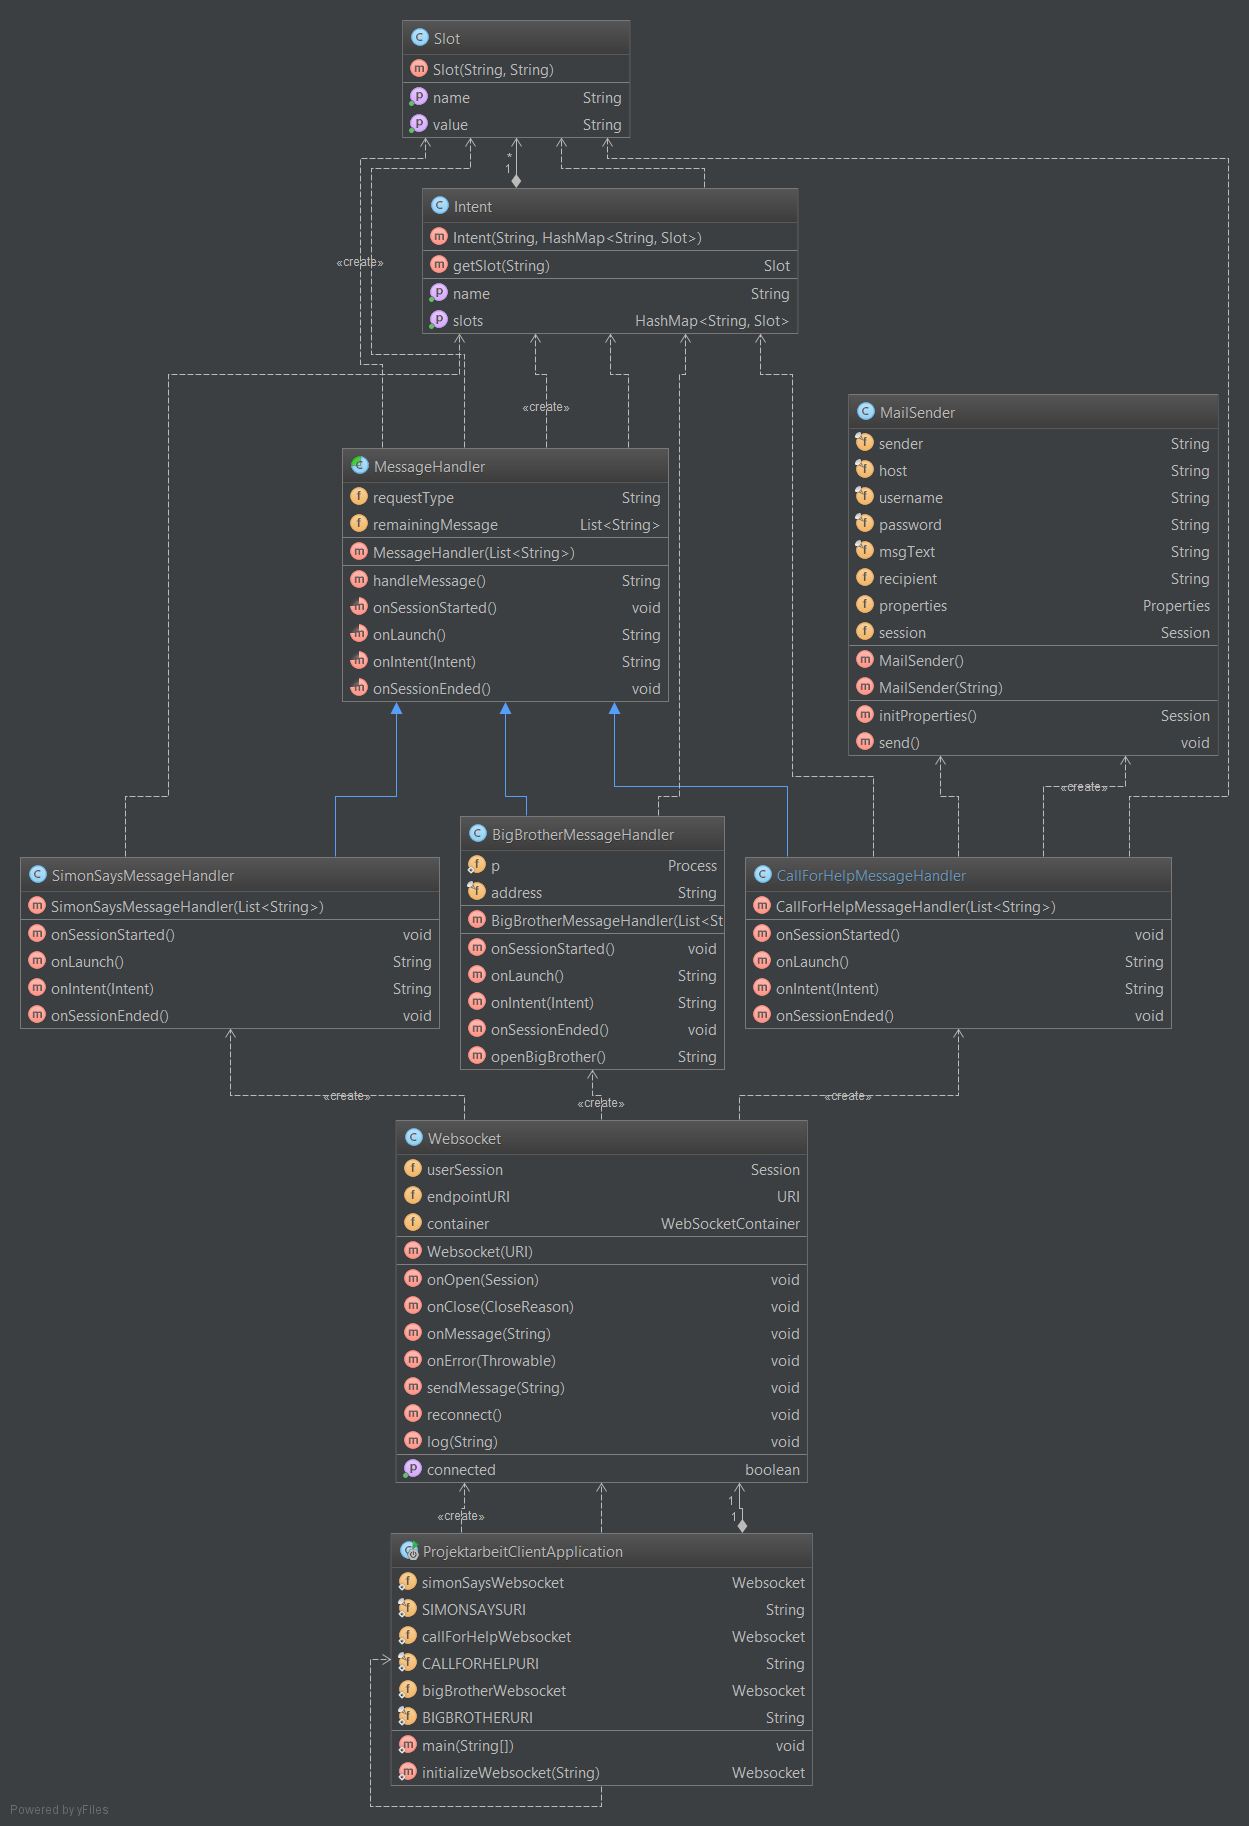 Slot
Slot(String, String)
name String
value String
*
1
Intent
Intent(String, HashMap<String, Slot>)
getSlot(String) Slot
name String
slots HashMap<String, Slot>
«create»
«create»
MessageHandler
requestType String
remainingMessage List<String>
MessageHandler(List<String>)
handleMessage() String
onSessionStarted() void
onLaunch() String
onIntent(Intent) String
onSessionEnded() void
MailSender
sender String
host String
username String
password String
msgText String
recipient String
properties Properties
session Session
MailSender()
MailSender(String)
initProperties() Session
send() void
«create»
SimonSaysMessageHandler
SimonSaysMessageHandler(List<String>)
onSessionStarted() void
onLaunch() String
onIntent(Intent) String
onSessionEnded() void
BigBrotherMessageHandler
p Process
address String
BigBrotherMessageHandler(List<St
onSessionStarted() void
onLaunch() String
onIntent(Intent) String
onSessionEnded() void
openBigBrother() String
CallForHelpMessageHandler
CallForHelpMessageHandler(List<String>)
onSessionStarted() void
onLaunch() String
onIntent(Intent) String
onSessionEnded() void
«create»
«create»
«create»
Websocket
userSession Session
endpointURI URI
container WebSocketContainer
Websocket(URI)
onOpen(Session) void
onClose(CloseReason) void
onMessage(String) void
onError(Throwable) void
sendMessage(String) void
reconnect() void
log(String) void
connected boolean
«create»
1
1
ProjektarbeitClientApplication
simonSaysWebsocket Websocket
SIMONSAYSURI String
callForHelpWebsocket Websocket
CALLFORHELPURI String
bigBrotherWebsocket Websocket
BIGBROTHERURI String
main(String[]) void
initializeWebsocket(String) Websocket
Powered by yFiles